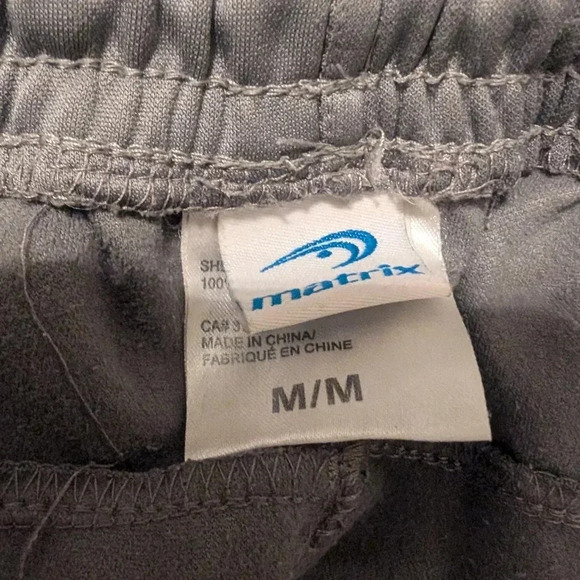 matrix
MADE IN CHINA/
FABRIQUÉ EN CHINE
M/M